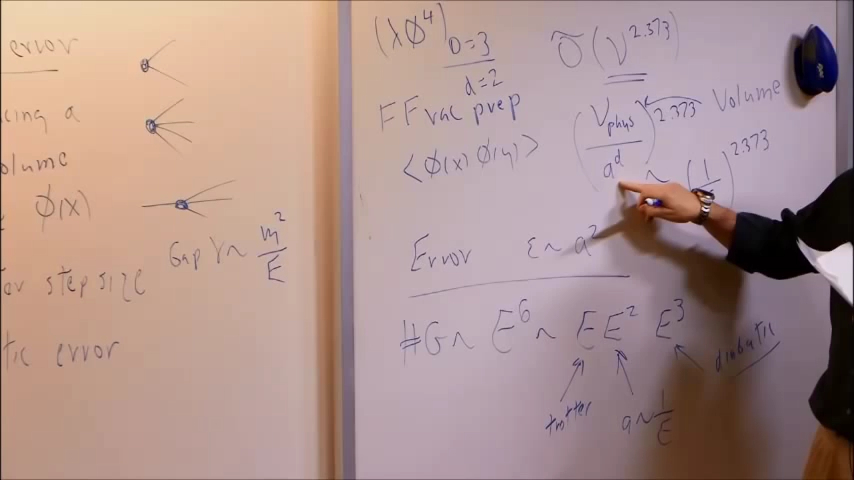 error
cing a
olume
φ(x)
step size
tic error
Gap γ ~ m²/E
(λφ⁴) D=3
d=2
Õ(V^2.373)
FF vac prep
<φ(x)φ(y)>
(V_phys/a^d)^2.373
Volume
~ (1/ )^2.373
Error ε~a²
#G ~ E⁶ ~ E E² E³
trotter
a~1/E
diabatic